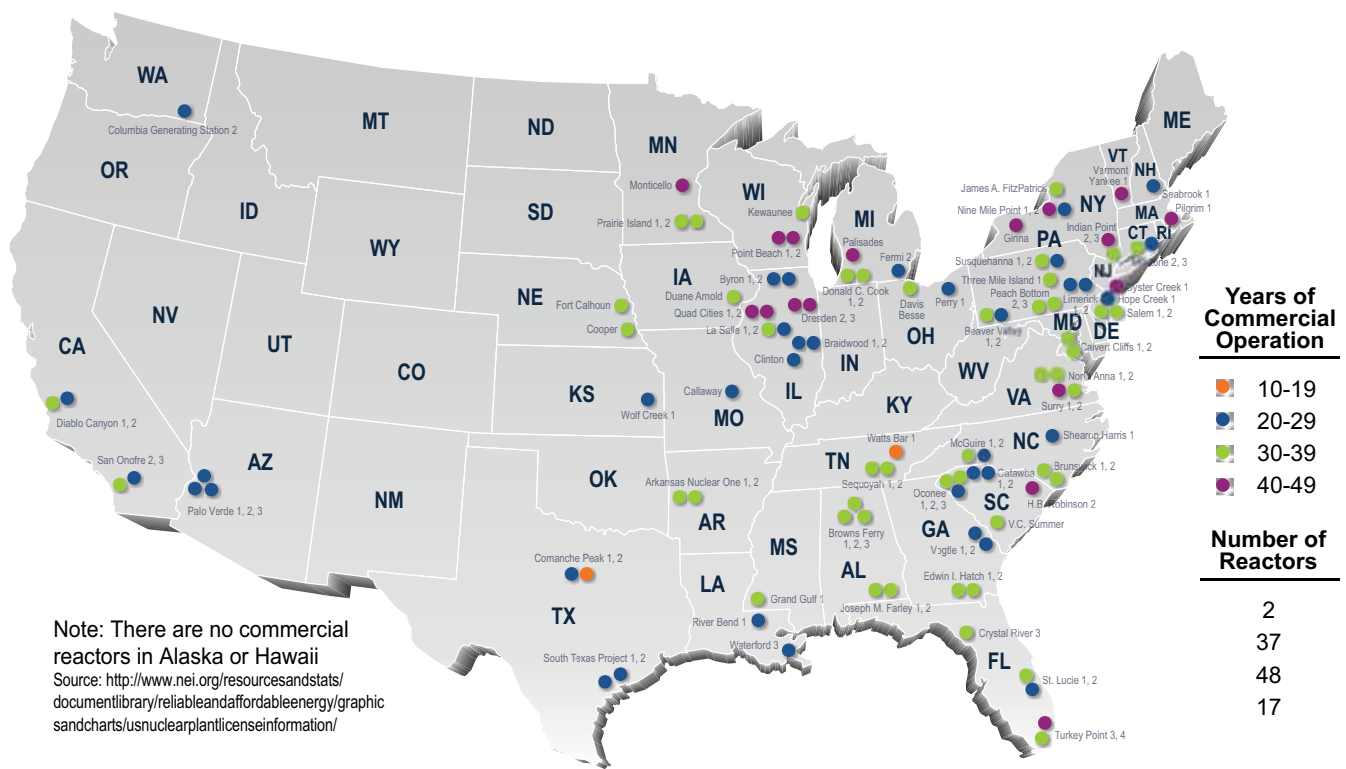 WA
Columbia Generating Station 2
OR
MT
ID
WY
ND
SD
NE
MN
Monticello
Prairie Island 1, 2
WI
Kewaunee
Point Beach 1, 2
MI
Palisades
Fermi 2
Donald C. Cook
1, 2
IA
Duane Arnold
Quad Cities 1, 2
Byron 1, 2
Dresden 2, 3
La Salle 1, 2
Braidwood 1, 2
Clinton
IL
IN
Fort Calhoun
Cooper
NV
UT
CO
KS
Wolf Creek 1
Callaway
MO
CA
Diablo Canyon 1, 2
San Onofre 2, 3
AZ
Palo Verde 1, 2, 3
NM
OK
Arkansas Nuclear One 1, 2
AR
Comanche Peak 1, 2
TX
South Texas Project 1, 2
LA
River Bend 1
Waterford 3
MS
Grand Gulf 1
AL
Browns Ferry
1, 2, 3
Joseph M. Farley 1, 2
TN
Watts Bar 1
Sequoyah 1, 2
KY
OH
Davis
Besse
Perry 1
WV
Beaver Valley
1, 2
PA
Susquehanna 1, 2
Three Mile Island 1
Peach Bottom
2, 3
Limerick
1, 2
NY
James A. FitzPatrick
Nine Mile Point 1, 2
Ginna
Indian Point
2, 3
VT
Vermont
Yankee 1
NH
Seabrook 1
ME
MA
Pilgrim 1
CT
RI
2, 3
NJ
Oyster Creek 1
Hope Creek 1
Salem 1, 2
MD
DE
Calvert Cliffs 1, 2
VA
North Anna 1, 2
Surry 1, 2
NC
McGuire 1, 2
Shearon Harris 1
Brunswick 1, 2
Catawba
1, 2
Oconee
1, 2, 3
SC
H.B. Robinson 2
V.C. Summer
GA
Vogtle 1, 2
Edwin I. Hatch 1, 2
FL
Crystal River 3
St. Lucie 1, 2
Turkey Point 3, 4
Years of
Commercial
Operation
10-19
20-29
30-39
40-49
Number of
Reactors
2
37
48
17
Note: There are no commercial
reactors in Alaska or Hawaii
Source: http://www.nei.org/resourcesandstats/
documentlibrary/reliableandaffordableenergy/graphic
sandcharts/usnuclearplantlicenseinformation/